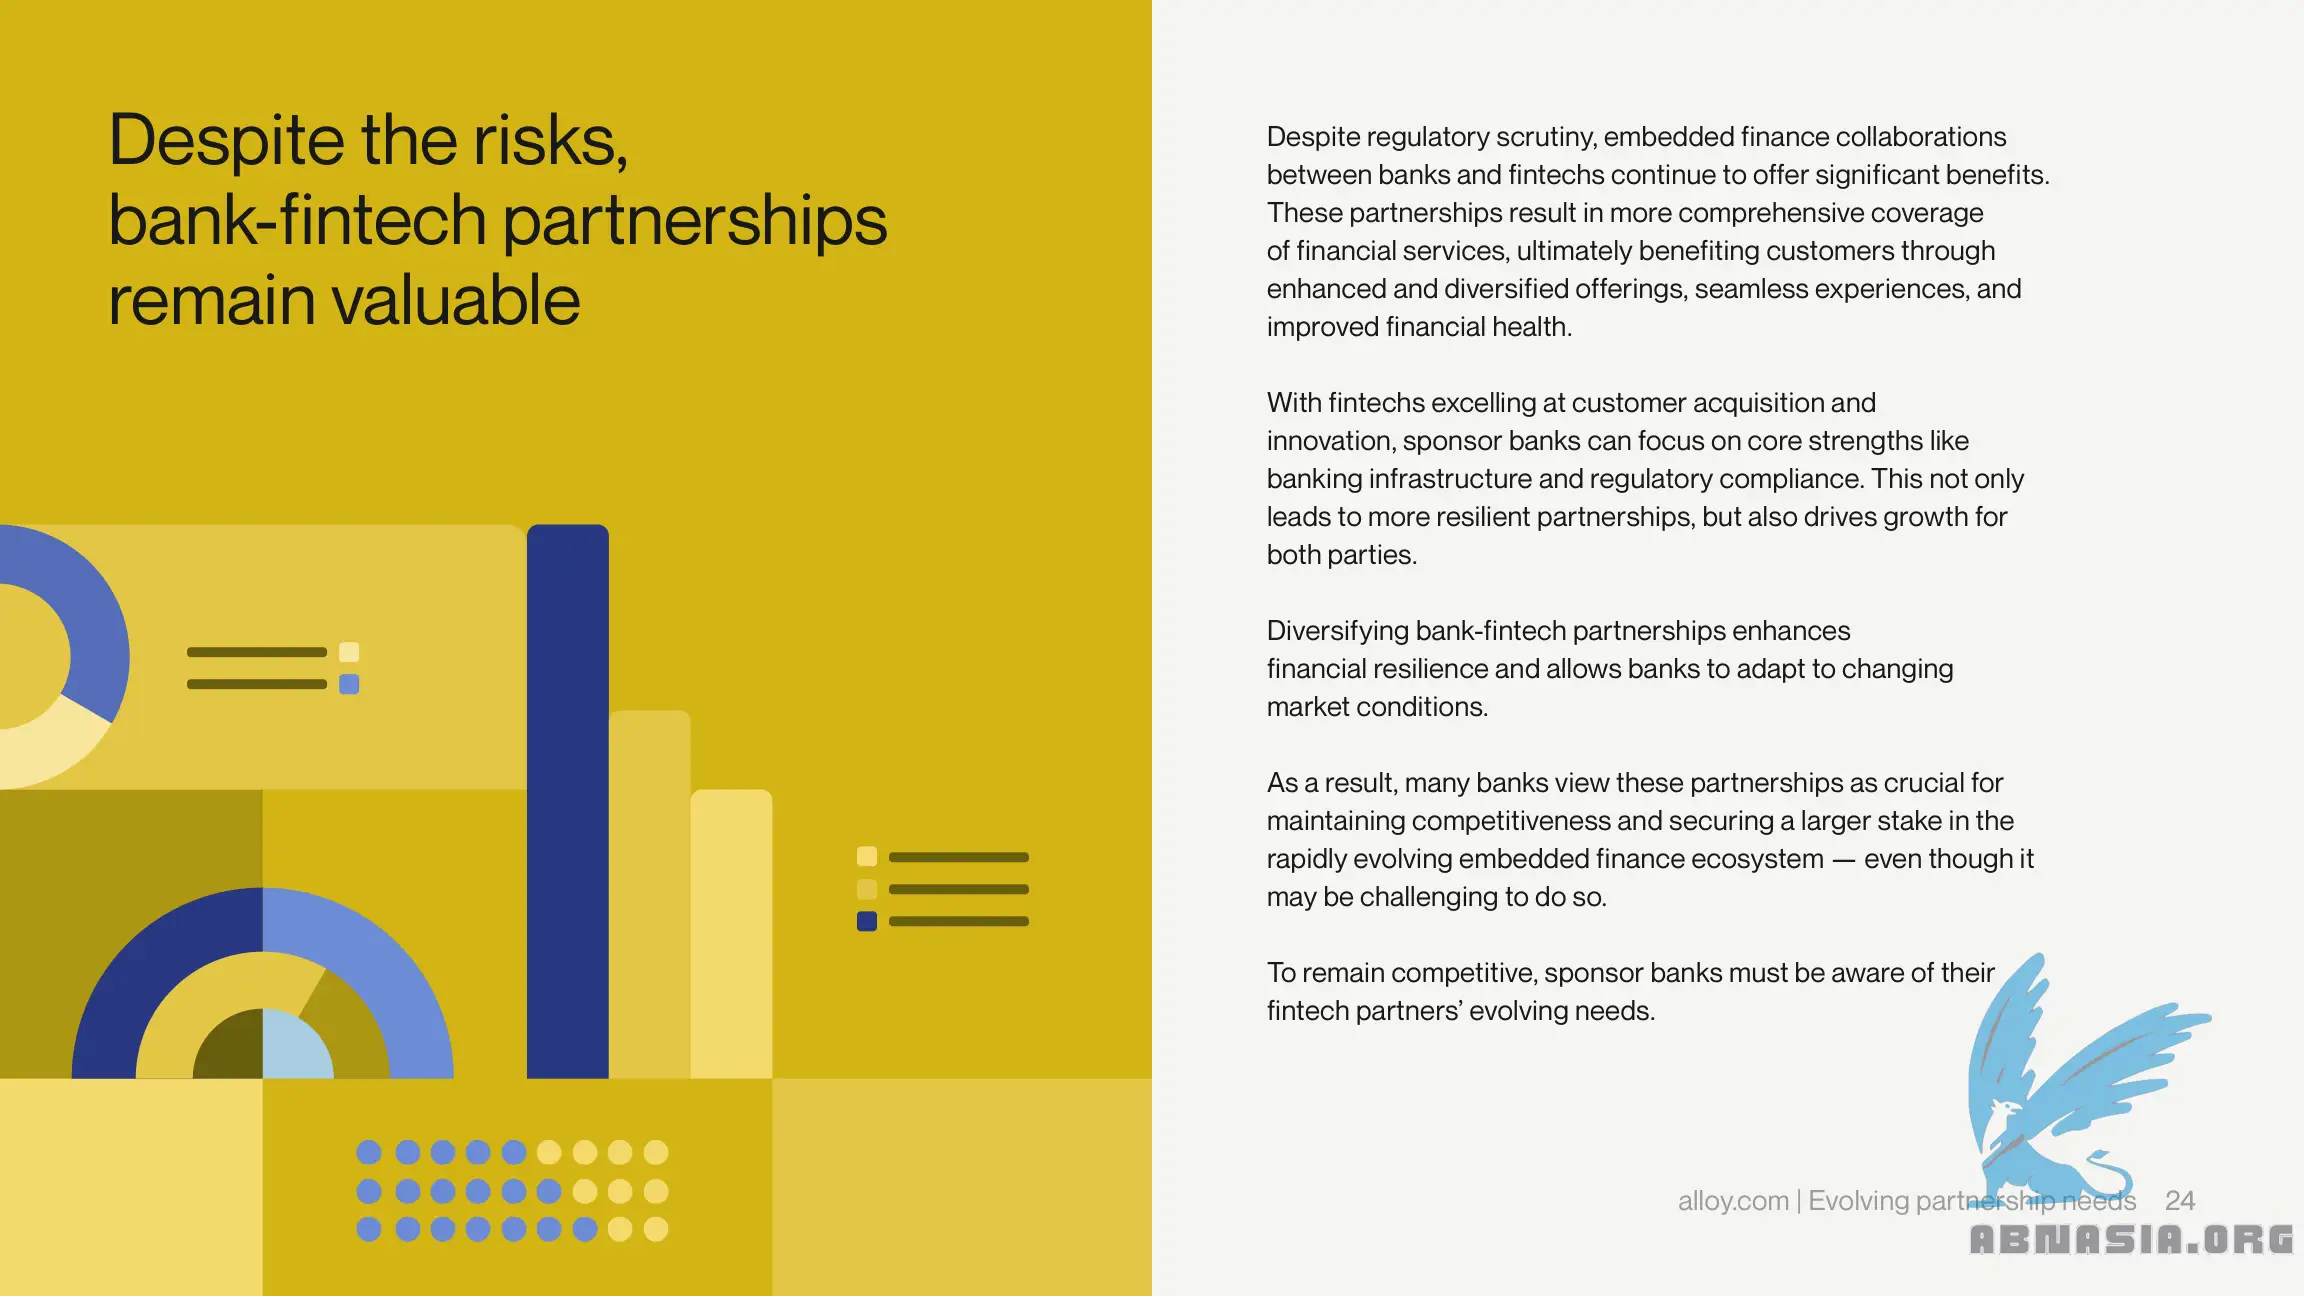 Despite the risks,
bank-fintech partnerships
remain valuable
Despite regulatory scrutiny, embedded finance collaborations
between banks and fintechs continue to offer significant benefits.
These partnerships result in more comprehensive coverage
of financial services, ultimately benefiting customers through
enhanced and diversified offerings, seamless experiences, and
improved financial health.
With fintechs excelling at customer acquisition and
innovation, sponsor banks can focus on core strengths like
banking infrastructure and regulatory compliance. This not only
leads to more resilient partnerships, but also drives growth for
both parties.
Diversifying bank-fintech partnerships enhances
financial resilience and allows banks to adapt to changing
market conditions.
As a result, many banks view these partnerships as crucial for
maintaining competitiveness and securing a larger stake in the
rapidly evolving embedded finance ecosystem — even though it
may be challenging to do so.
To remain competitive, sponsor banks must be aware of their
fintech partners’ evolving needs.
alloy.com | Evolving partnership needs 24
ABNASIA.ORG